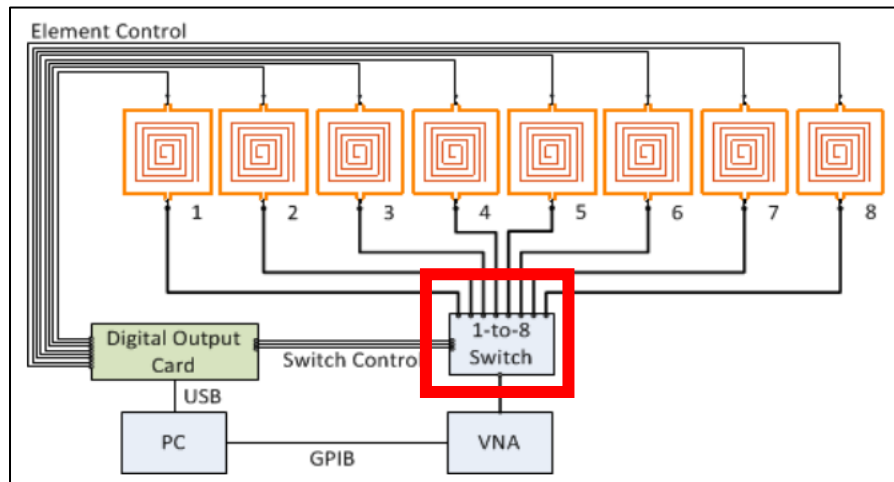 Element Control
1 2 3 4 5 6 7 8
Digital Output
Card
Switch Control
1-to-8
Switch
USB
PC
GPIB
VNA